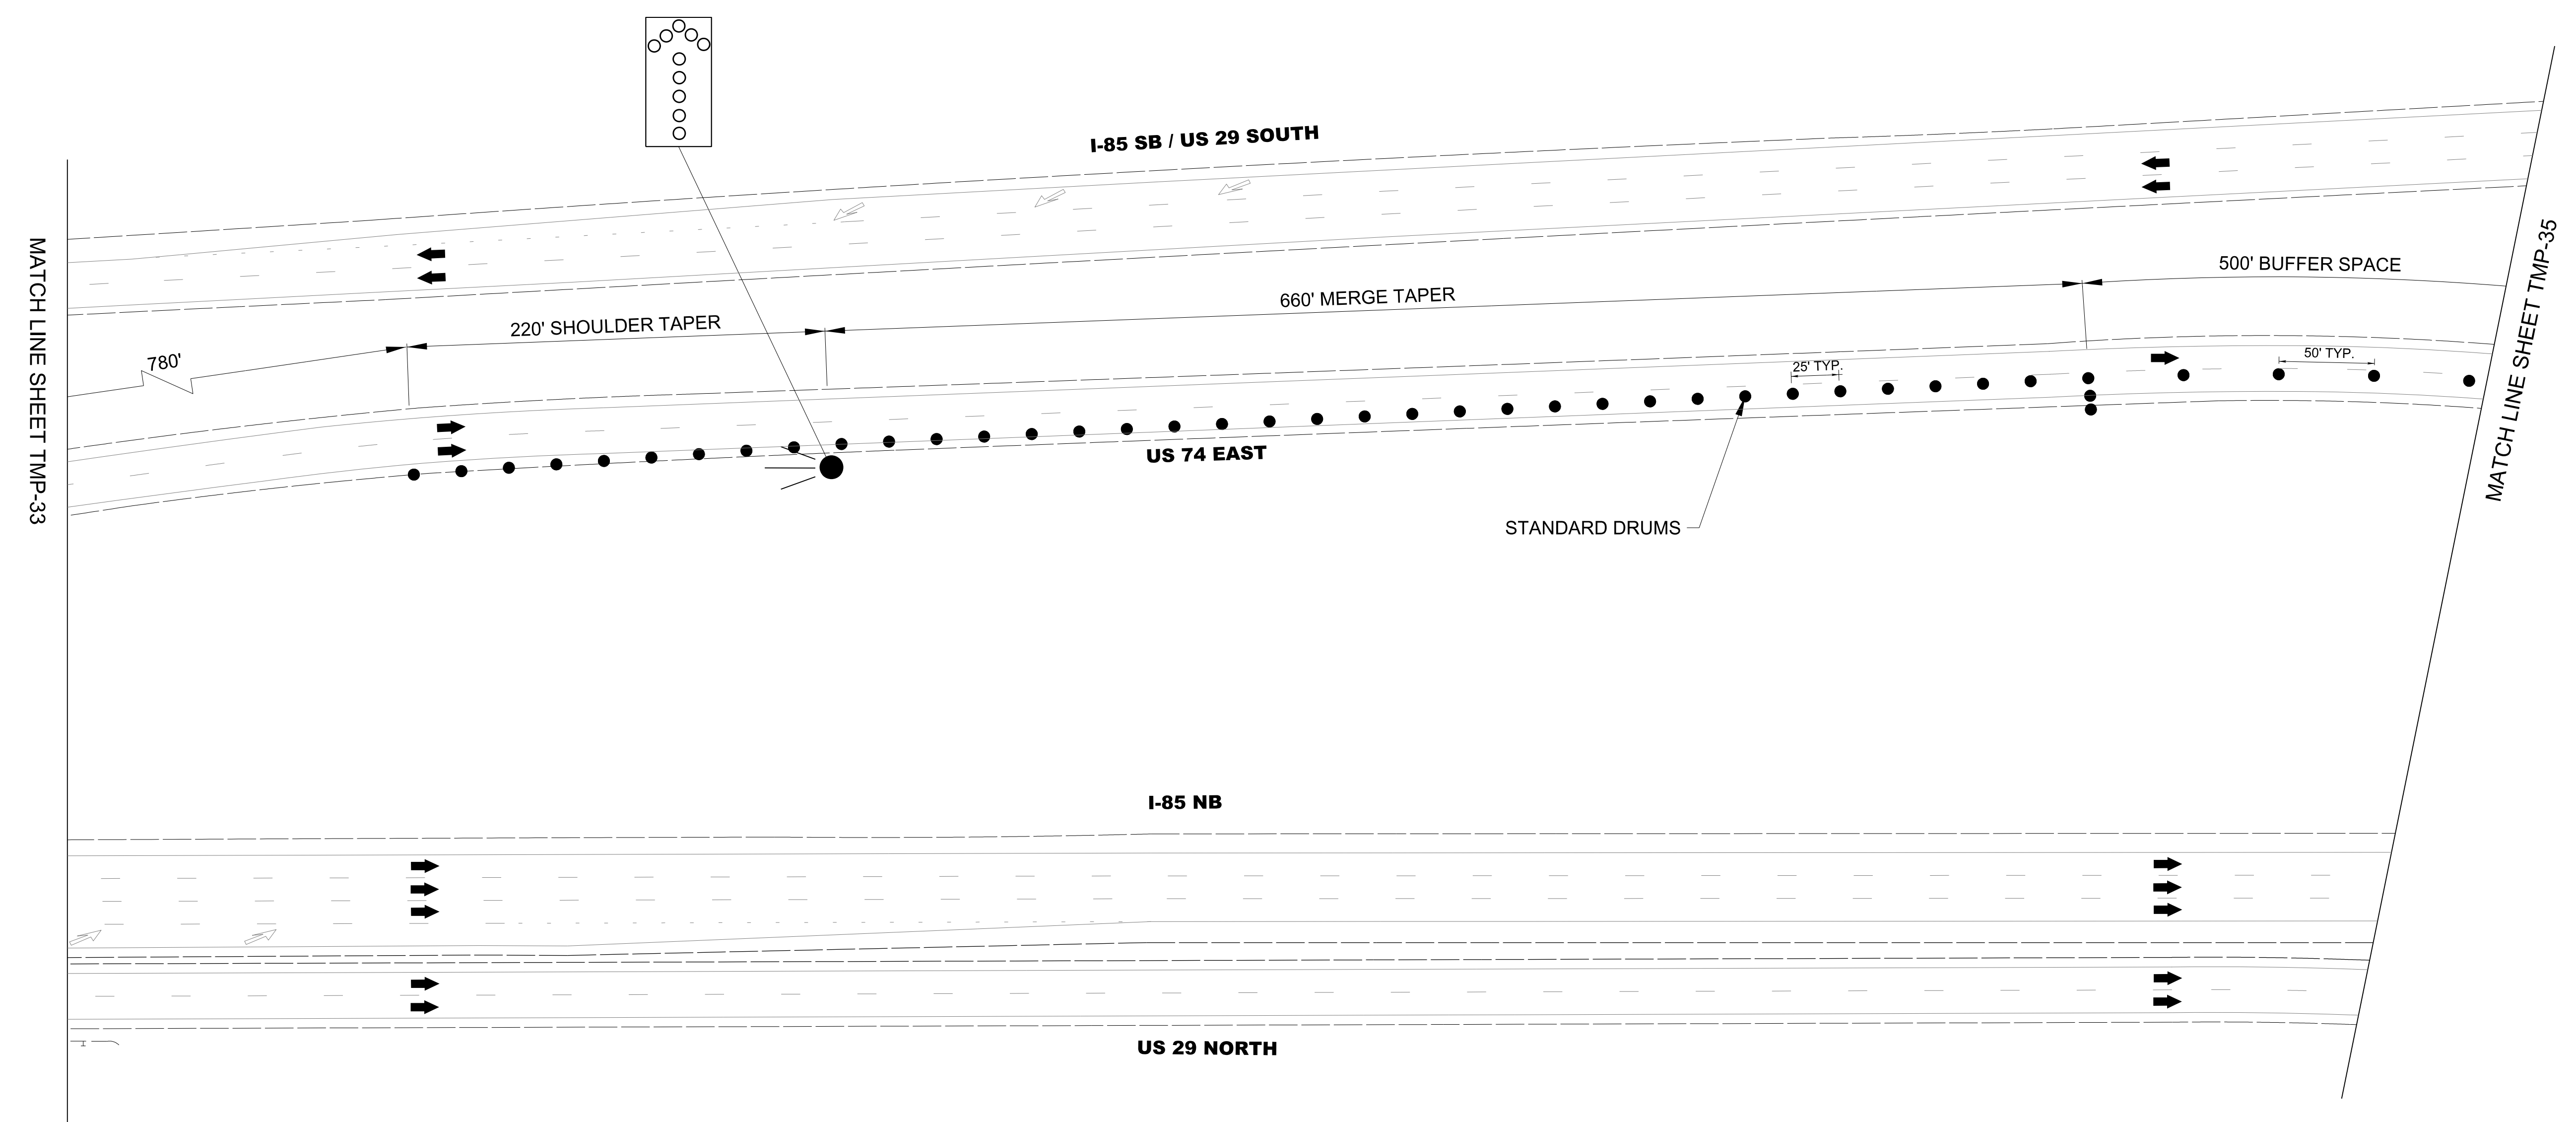 I-85 SB / US 29 SOUTH
MATCH LINE SHEET TMP-33
MATCH LINE SHEET TMP-35
500' BUFFER SPACE
660' MERGE TAPER
220' SHOULDER TAPER
780'
50' TYP.
25' TYP.
US 74 EAST
STANDARD DRUMS
I-85 NB
US 29 NORTH